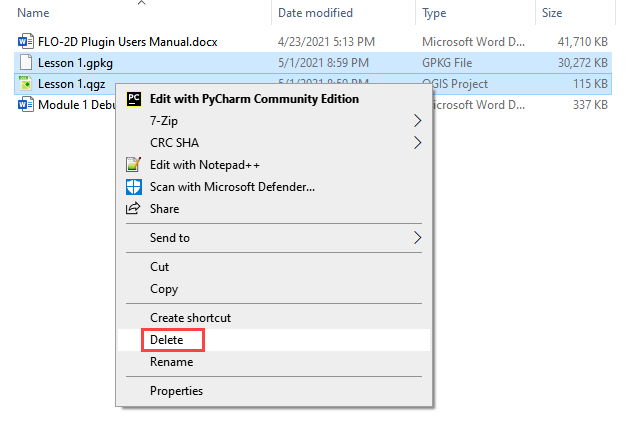 Name Date modified Type Size
FLO-2D Plugin Users Manual.docx 4/23/2021 5:13 PM Microsoft Word D... 41,710 KB
Lesson 1.gpkg 5/1/2021 8:59 PM GPKG File 30,272 KB
Lesson 1.qgz 5/1/2021 8:59 PM QGIS Project 115 KB
Module 1 Debu Microsoft Word D... 337 KB
PC Edit with PyCharm Community Edition
7-Zip
CRC SHA
Edit with Notepad++
Scan with Microsoft Defender...
Share
Send to
Cut
Copy
Create shortcut
Delete
Rename
Properties